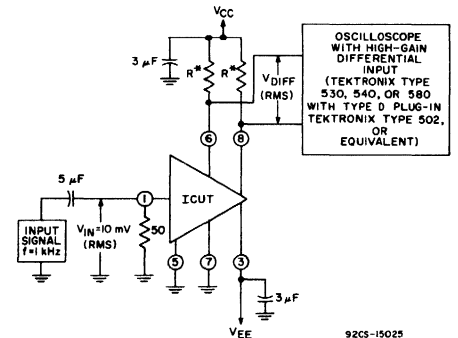 VCC
3 µF
R*
R*
VDIFF
(RMS)
OSCILLOSCOPE
WITH HIGH-GAIN
DIFFERENTIAL
INPUT
(TEKTRONIX TYPE
530, 540, OR 580
WITH TYPE D PLUG-IN
TEKTRONIX TYPE 502,
OR
EQUIVALENT)
6
8
5 µF
1
ICUT
INPUT
SIGNAL
f=1 kHz
VIN=10 mV
(RMS)
50
5
7
3
3 µF
VEE
92CS-15025